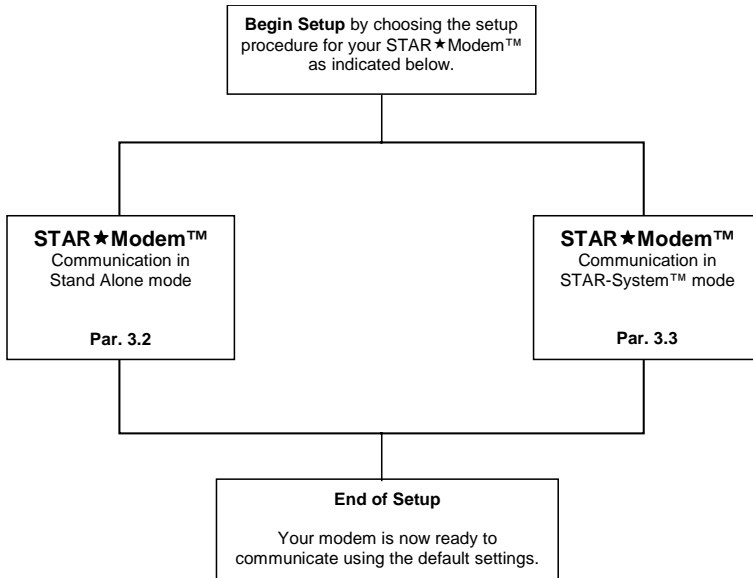 Begin Setup by choosing the setup
procedure for your STAR★Modem™
as indicated below.
STAR★Modem™
Communication in
Stand Alone mode
Par. 3.2
STAR★Modem™
Communication in
STAR-System™ mode
Par. 3.3
End of Setup
Your modem is now ready to
communicate using the default settings.